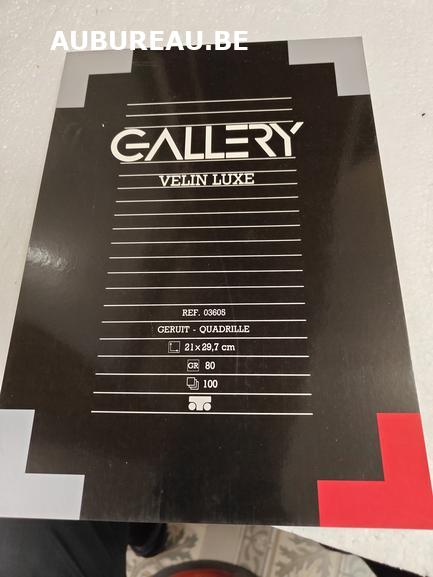 AUBUREAU.BE
GALLERY
VELIN LUXE
REF. 03605
GERUIT - QUADRILLE
21×29,7 cm
GR 80
100